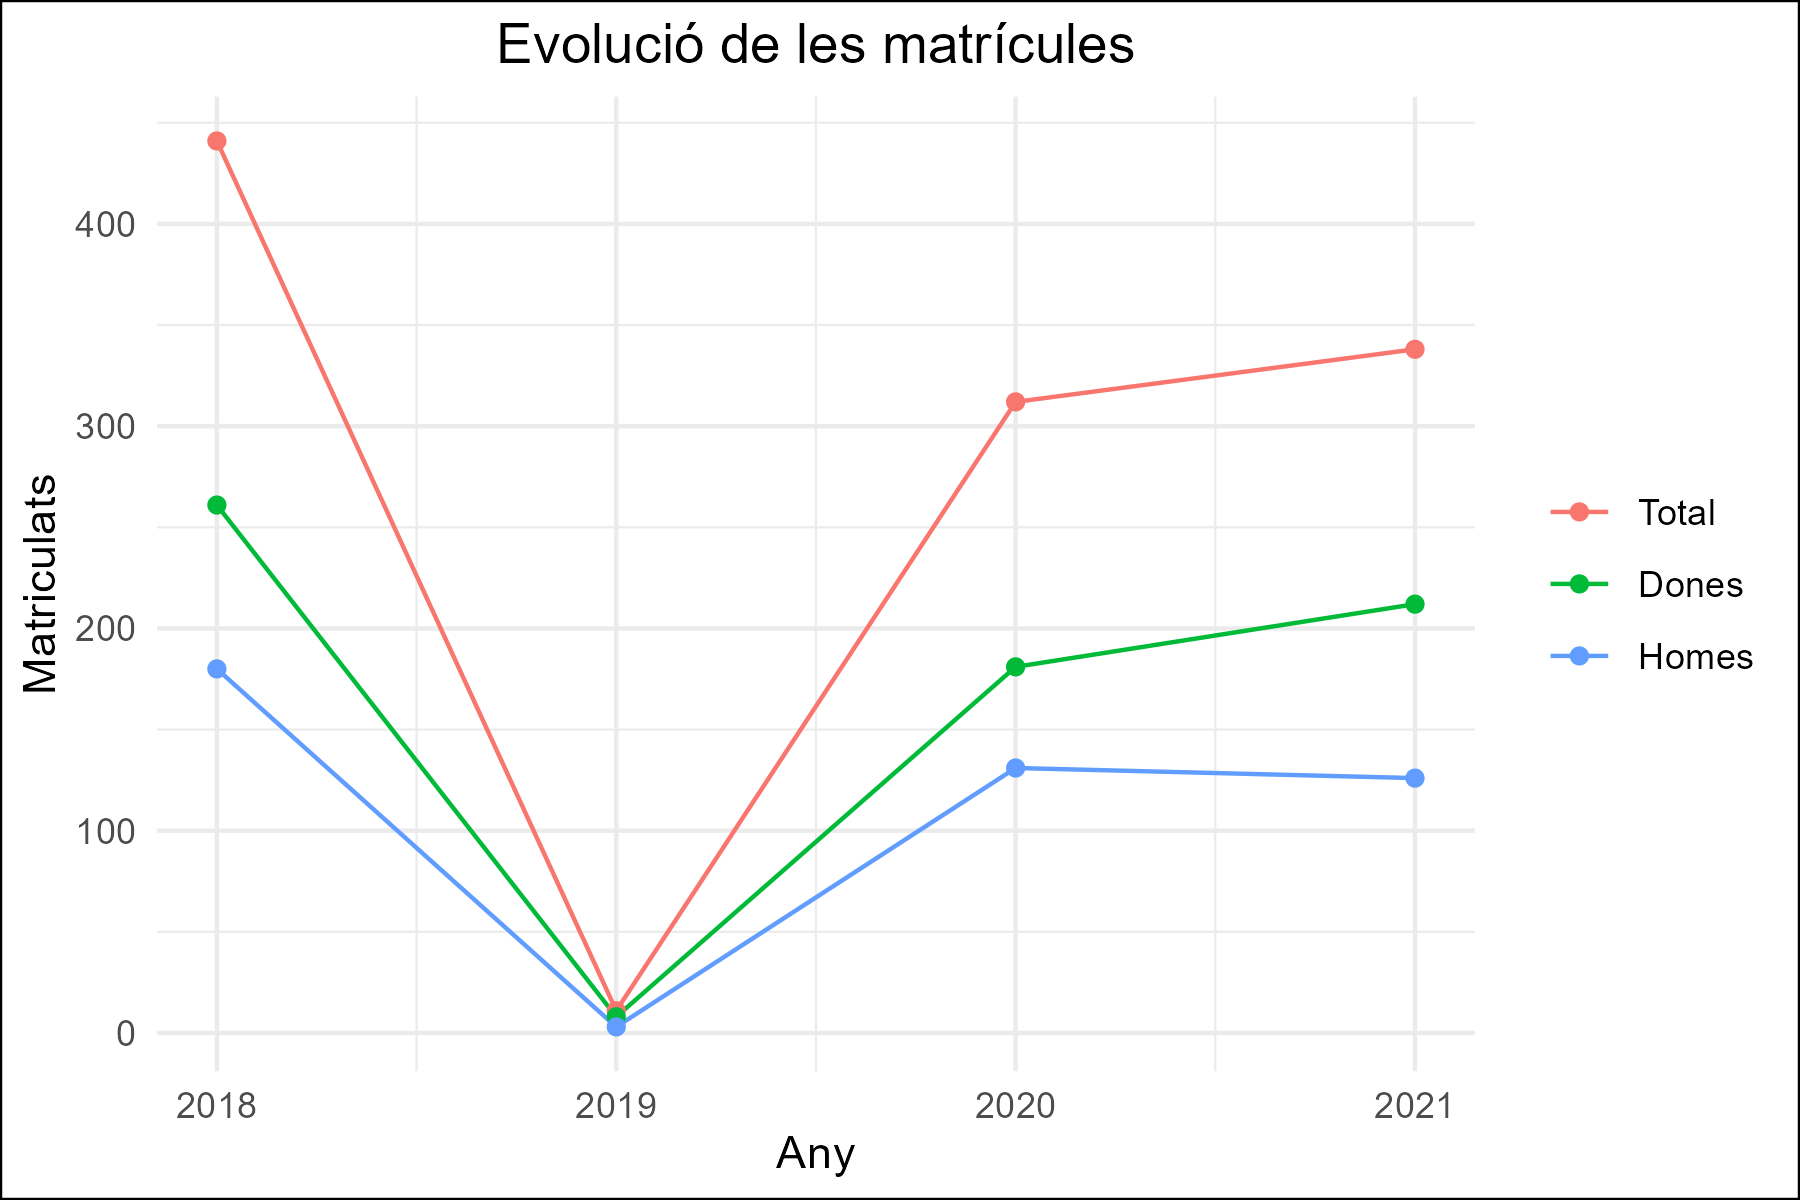 Evolució de les matrícules
Matriculats
400
300
200
100
0
2018
2019
2020
2021
Any
Total
Dones
Homes